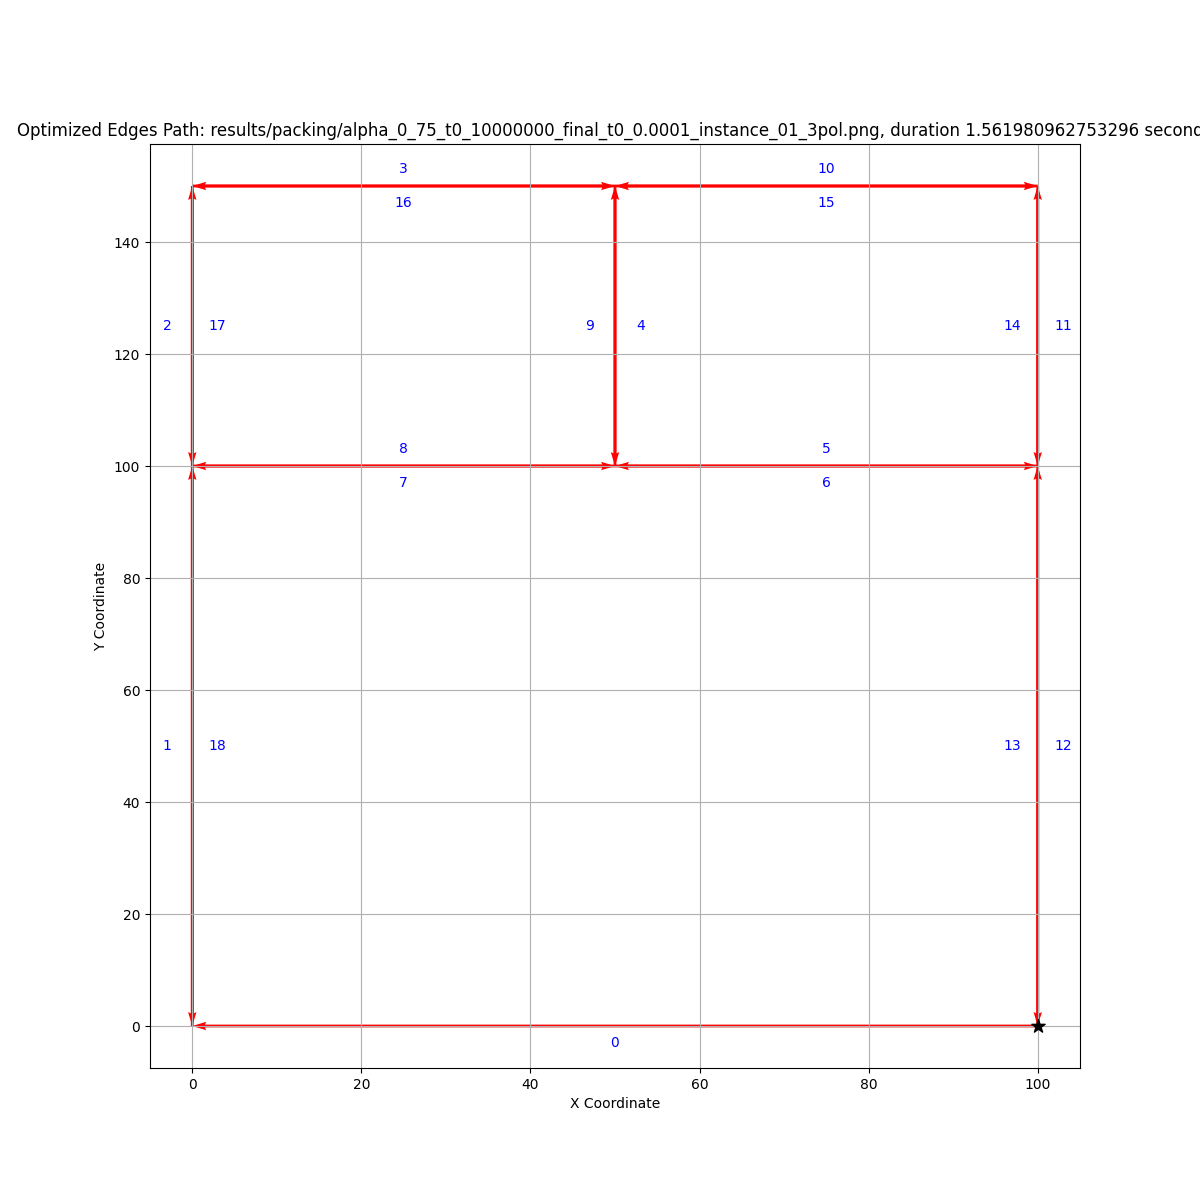 Optimized Edges Path: results/packing/alpha_0_75_t0_10000000_final_t0_0.0001_instance_01_3pol.png, duration 1.561980962753296 secon
3 10
16 15
140
2 17 9 4 14 11
120
8 5
100
7 6
80
Y Coordinate
60
1 18 13 12
40
20
0
0
0 20 40 60 80 100
X Coordinate